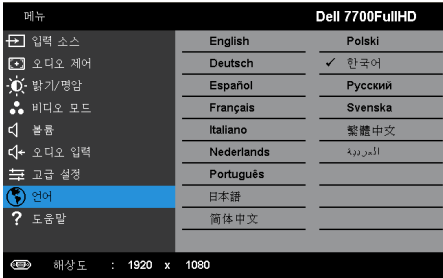 메뉴 Dell 7700FullHD
입력 소스 English Polski
오디오 제어 Deutsch ✓ 한국어
밝기/명암 Español Русский
비디오 모드 Français Svenska
볼륨 Italiano 繁體中文
오디오 입력 Nederlands العربية
고급 설정 Português
언어 日本語
? 도움말 简体中文
해상도 : 1920 x 1080